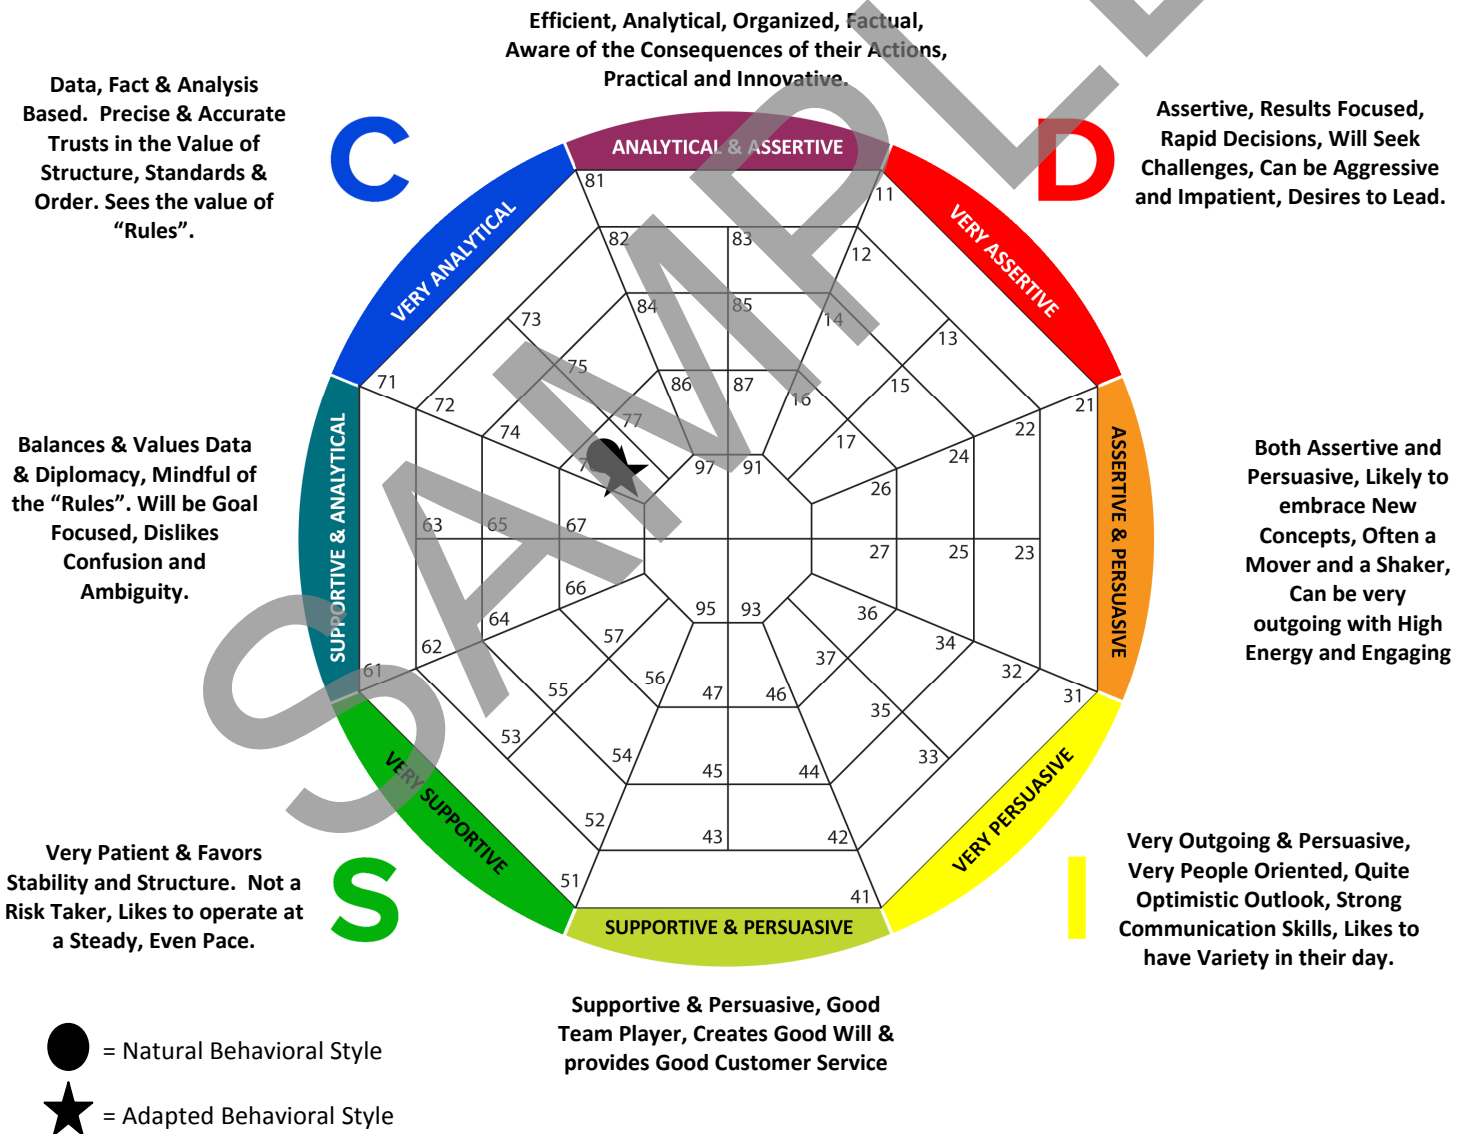 Efficient, Analytical, Organized, Factual,
Aware of the Consequences of their Actions,
Practical and Innovative.
Data, Fact & Analysis
Based.  Precise & Accurate
Trusts in the Value of
Structure, Standards &
Order. Sees the value of
“Rules”.
C
D
Assertive, Results Focused,
Rapid Decisions, Will Seek
Challenges, Can be Aggressive
and Impatient, Desires to Lead.
ANALYTICAL & ASSERTIVE
VERY ANALYTICAL
VERY ASSERTIVE
81
11
82
83
12
84
85
14
73
13
75
15
71
72
86
87
16
21
74
77
17
22
24
97
91
26
Balances & Values Data
& Diplomacy, Mindful of
the “Rules”. Will be Goal
Focused, Dislikes
Confusion and
Ambiguity.
SUPPORTIVE & ANALYTICAL
63
65
67
27
25
23
ASSERTIVE & PERSUASIVE
Both Assertive and
Persuasive, Likely to
embrace New
Concepts, Often a
Mover and a Shaker,
Can be very
outgoing with High
Energy and Engaging
66
95
93
36
64
57
34
62
37
61
56
32
55
47
46
31
53
35
54
33
45
44
52
43
42
51
41
VERY SUPPORTIVE
VERY PERSUASIVE
SUPPORTIVE & PERSUASIVE
Very Patient & Favors
Stability and Structure.  Not a
Risk Taker, Likes to operate at
a Steady, Even Pace.
S
I
Very Outgoing & Persuasive,
Very People Oriented, Quite
Optimistic Outlook, Strong
Communication Skills, Likes to
have Variety in their day.
Supportive & Persuasive, Good
Team Player, Creates Good Will &
provides Good Customer Service
= Natural Behavioral Style
= Adapted Behavioral Style
SAMPLE